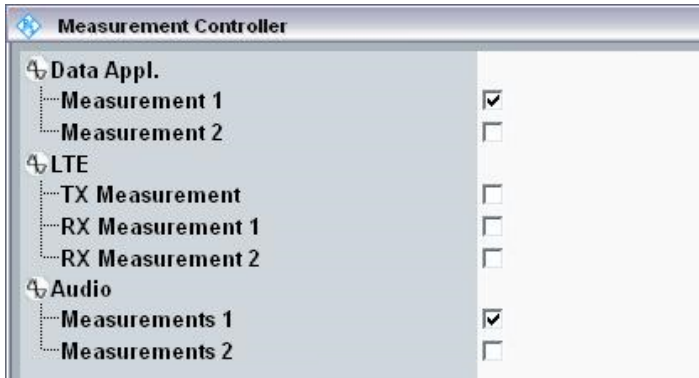 Measurement Controller
Data Appl.
Measurement 1
Measurement 2
LTE
TX Measurement
RX Measurement 1
RX Measurement 2
Audio
Measurements 1
Measurements 2